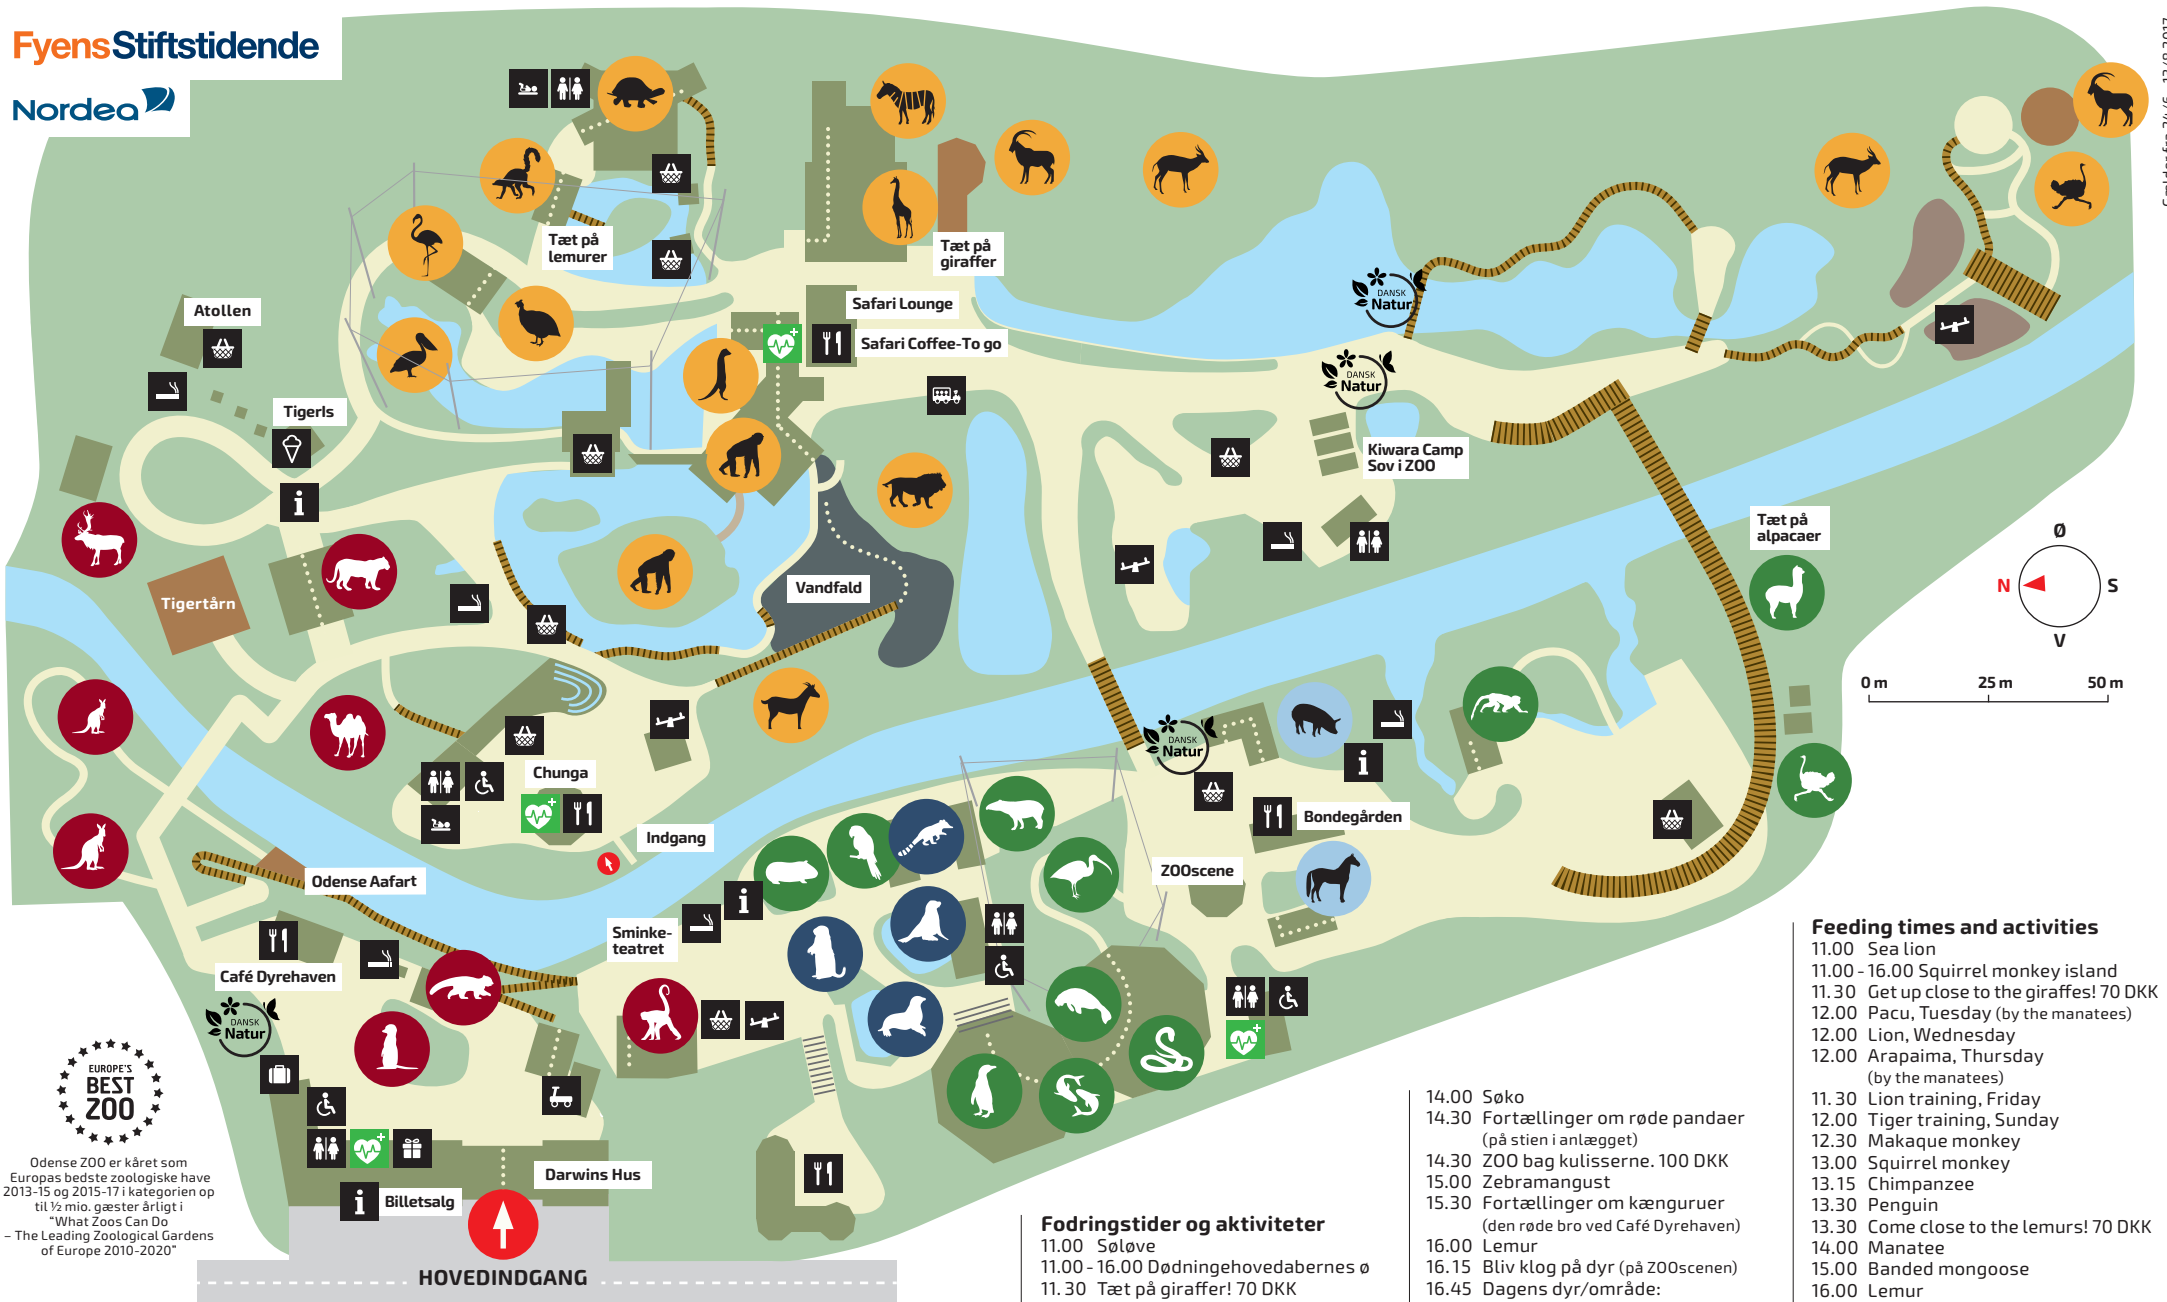 FyensStiftstidende
Nordea
Tæt på
lemurer
Tæt på
giraffer
Atollen
Safari Lounge
Safari Coffee-To go
DANSK
Natur
DANSK
Natur
TigerIs
Kiwara Camp
Sov i ZOO
Tæt på
alpacaer
Ø
N
S
V
0 m 25 m 50 m
Tigertårn
Vandfald
DANSK
Natur
Chunga
Indgang
Bondegården
ZOOscene
Odense Aafart
Sminke-
teatret
Café Dyrehaven
DANSK
Natur
EUROPE'S
BEST
ZOO
Odense ZOO er kåret som
Europas bedste zoologiske have
2013-15 og 2015-17 i kategorien op
til ½ mio. gæster årligt i
"What Zoos Can Do
– The Leading Zoological Gardens
of Europe 2010-2020"
Darwins Hus
Billetsalg
HOVEDINDGANG
Fodringstider og aktiviteter
11.00 Søløve
11.00 - 16.00 Dødningehovedabernes ø
11.30 Tæt på giraffer! 70 DKK
14.00 Søko
14.30 Fortællinger om røde pandaer
(på stien i anlægget)
14.30 ZOO bag kulisserne. 100 DKK
15.00 Zebramangust
15.30 Fortællinger om kænguruer
(den røde bro ved Café Dyrehaven)
16.00 Lemur
16.15 Bliv klog på dyr (på ZOOscenen)
16.45 Dagens dyr/område:
Feeding times and activities
11.00 Sea lion
11.00 - 16.00 Squirrel monkey island
11.30 Get up close to the giraffes! 70 DKK
12.00 Pacu, Tuesday (by the manatees)
12.00 Lion, Wednesday
12.00 Arapaima, Thursday
(by the manatees)
11.30 Lion training, Friday
12.00 Tiger training, Sunday
12.30 Makaque monkey
13.00 Squirrel monkey
13.15 Chimpanzee
13.30 Penguin
13.30 Come close to the lemurs! 70 DKK
14.00 Manatee
15.00 Banded mongoose
16.00 Lemur